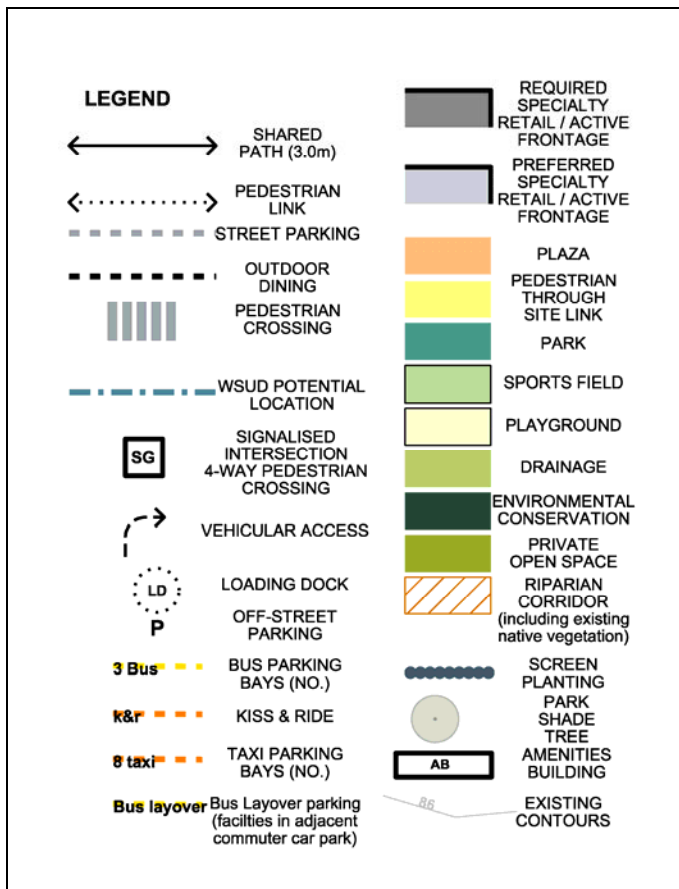 LEGEND
SHARED
PATH (3.0m)
PEDESTRIAN
LINK
STREET PARKING
OUTDOOR
DINING
PEDESTRIAN
CROSSING
WSUD POTENTIAL
LOCATION
SG
SIGNALISED
INTERSECTION
4-WAY PEDESTRIAN
CROSSING
VEHICULAR ACCESS
LD
LOADING DOCK
P
OFF-STREET
PARKING
3 Bus
BUS PARKING
BAYS (NO.)
k&r
KISS & RIDE
8 taxi
TAXI PARKING
BAYS (NO.)
Bus layover
Bus Layover parking
(facilties in adjacent
commuter car park)
REQUIRED
SPECIALTY
RETAIL / ACTIVE
FRONTAGE
PREFERRED
SPECIALTY
RETAIL / ACTIVE
FRONTAGE
PLAZA
PEDESTRIAN
THROUGH
SITE LINK
PARK
SPORTS FIELD
PLAYGROUND
DRAINAGE
ENVIRONMENTAL
CONSERVATION
PRIVATE
OPEN SPACE
RIPARIAN
CORRIDOR
(including existing
native vegetation)
SCREEN
PLANTING
PARK
SHADE
TREE
AB
AMENITIES
BUILDING
86
EXISTING
CONTOURS